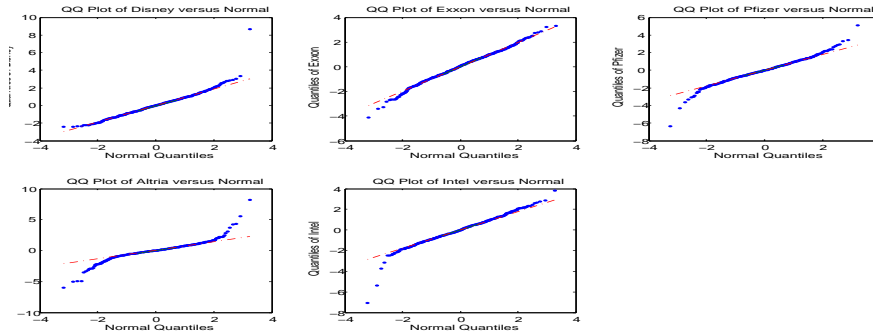 QQ Plot of Disney versus Normal
10
8
6
4
2
0
−2
−4
−4 −2 0 2 4
Normal Quantiles
QQ Plot of Exxon versus Normal
Quantiles of Exxon
4
2
0
−2
−4
−6
−4 −2 0 2 4
Normal Quantiles
QQ Plot of Pfizer versus Normal
Quantiles of Pfizer
6
4
2
0
−2
−4
−6
−8
−4 −2 0 2 4
Normal Quantiles
QQ Plot of Altria versus Normal
10
5
0
−5
−10
−4 −2 0 2 4
Normal Quantiles
QQ Plot of Intel versus Normal
Quantiles of Intel
4
2
0
−2
−4
−6
−8
−4 −2 0 2 4
Normal Quantiles